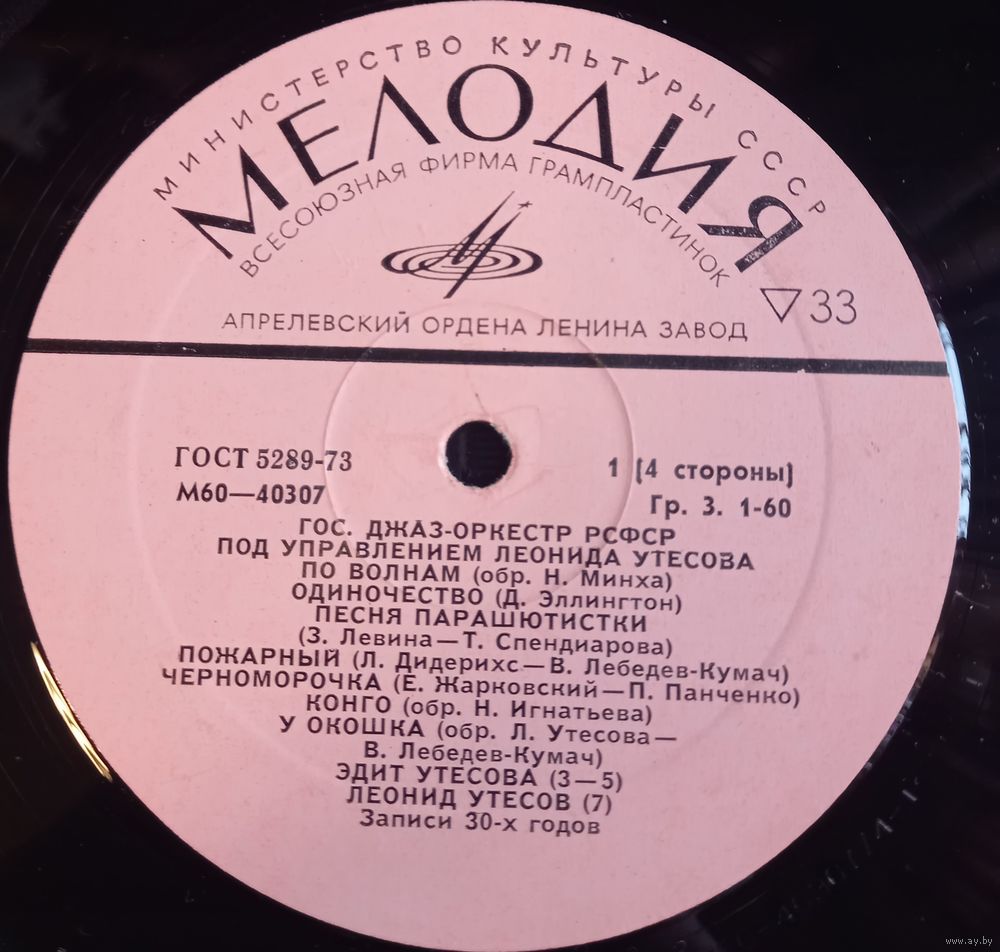 МИНИСТЕРСТВО КУЛЬТУРЫ СССР
МЕЛОДИЯ
ВСЕСОЮЗНАЯ ФИРМА ГРАМПЛАСТИНОК
33
АПРЕЛЕВСКИЙ ОРДЕНА ЛЕНИНА ЗАВОД
ГОСТ 5289-73
1 (4 стороны)
М60—40307
Гр. 3. 1-60
ГОС. ДЖАЗ-ОРКЕСТР РСФСР
ПОД УПРАВЛЕНИЕМ ЛЕОНИДА УТЕСОВА
ПО ВОЛНАМ (обр. Н. Минха)
ОДИНОЧЕСТВО (Д. Эллингтон)
ПЕСНЯ ПАРАШЮТИСТКИ
(З. Левина—Т. Спендиарова)
ПОЖАРНЫЙ (Л. Дидерихс—В. Лебедев-Кумач)
ЧЕРНОМОРОЧКА (Е. Жарковский—П. Панченко)
КОНГО (обр. Н. Игнатьева)
У ОКОШКА (обр. Л. Утесова—
В. Лебедев-Кумач)
ЭДИТ УТЕСОВА (3—5)
ЛЕОНИД УТЕСОВ (7)
Записи 30-х годов
www.ay.by